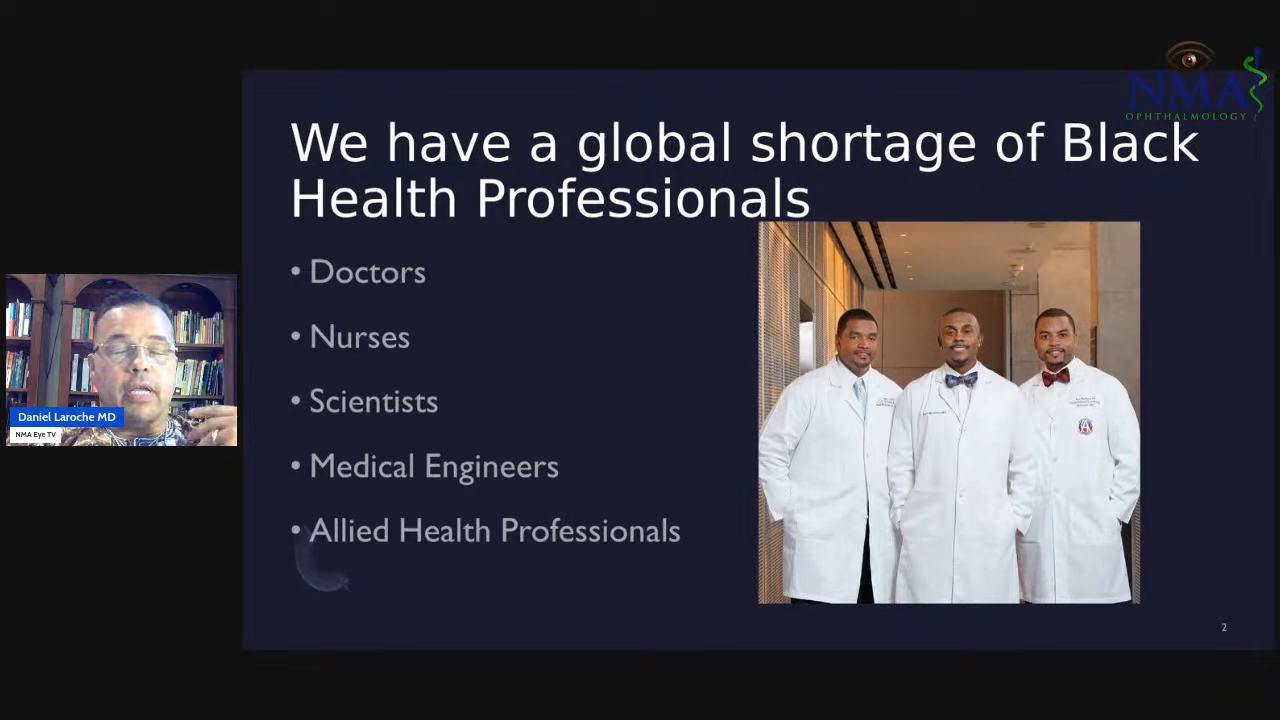 NMA
OPHTHALMOLOGY
We have a global shortage of Black
Health Professionals
• Doctors
• Nurses
• Scientists
• Medical Engineers
• Allied Health Professionals
Daniel Laroche MD
NMA Eye TV
2